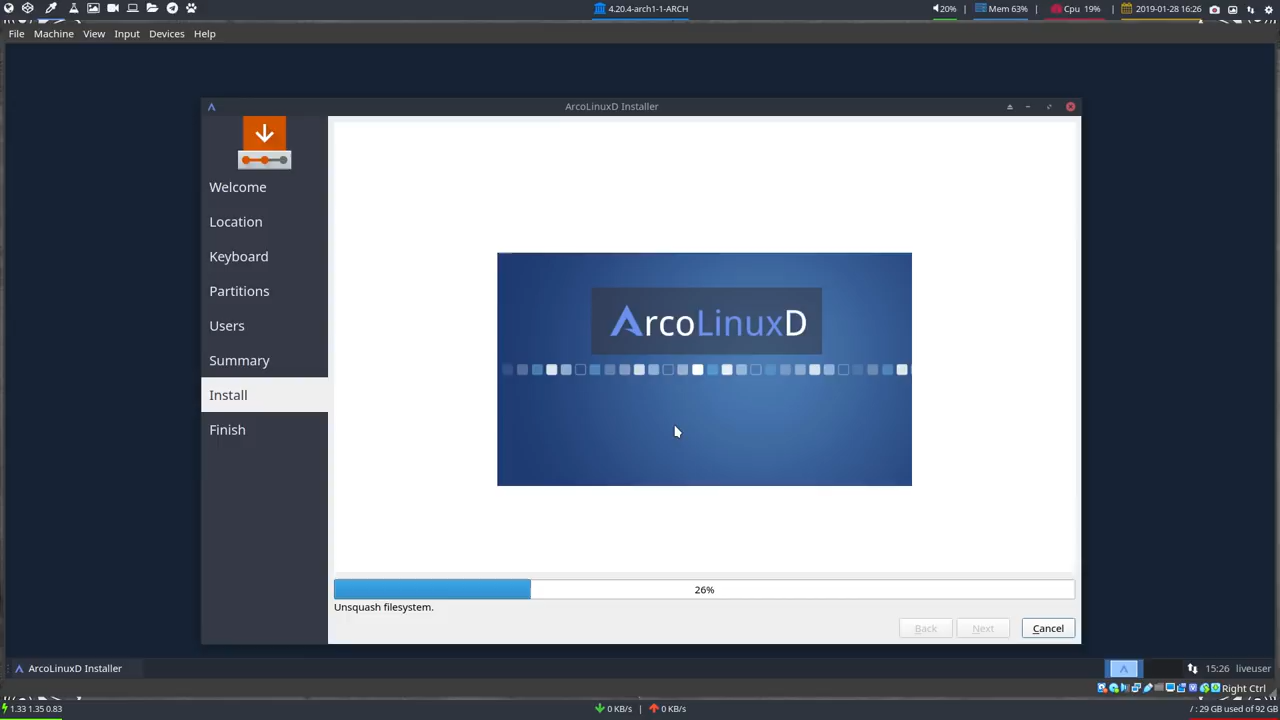 4.20.4-arch1-1-ARCH
20%
Mem 63%
Cpu 19%
2019-01-28 16:26
File Machine View Input Devices Help
ArcoLinuxD Installer
Welcome
Location
Keyboard
Partitions
Users
Summary
Install
Finish
ArcoLinuxD
26%
Unsquash filesystem.
Back Next Cancel
ArcoLinuxD Installer
15:26 liveuser
Right Ctrl
1.33 1.35 0.83
0 KB/s
0 KB/s
/ : 29 GB used of 92 GB